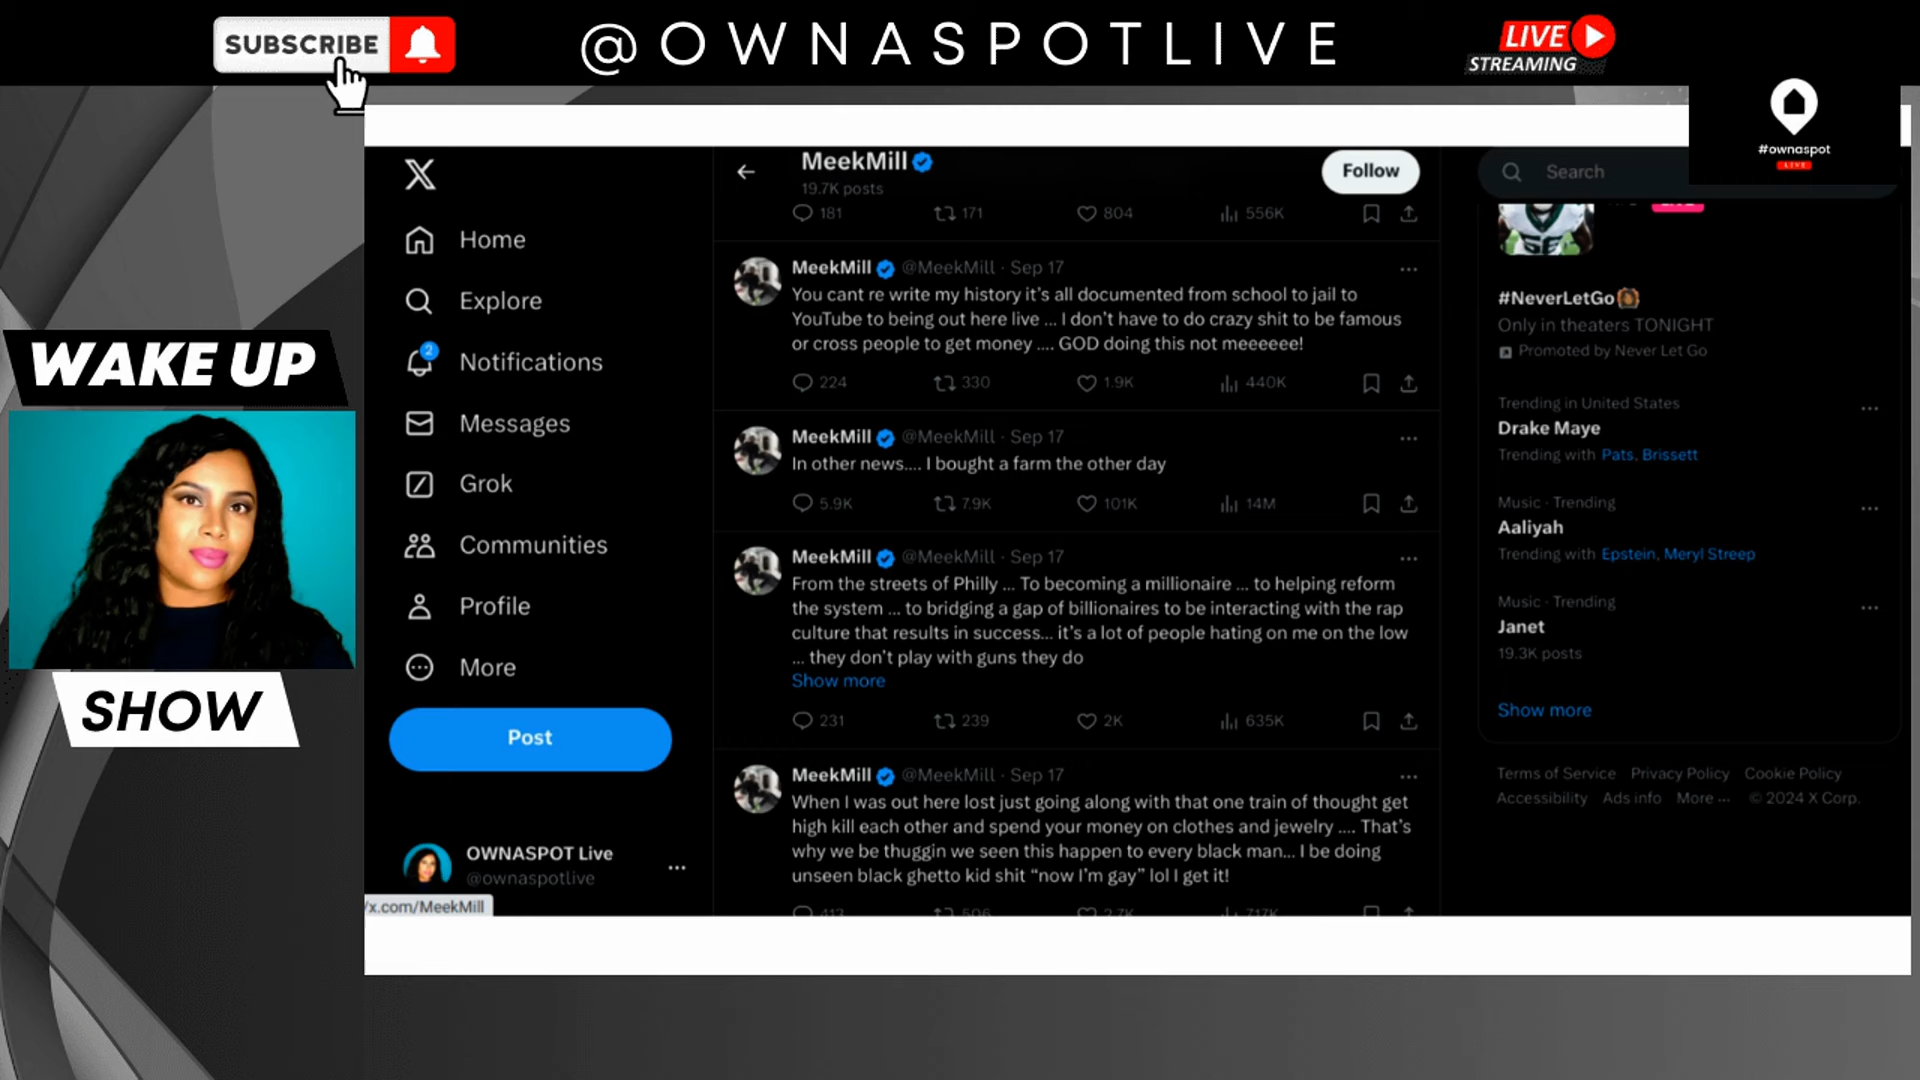 SUBSCRIBE
@OWNASPOTLIVE
LIVE
STREAMING
#ownaspot
LIVE
WAKE UP
SHOW
X
Home
Explore
2
Notifications
Messages
Grok
Communities
Profile
More
Post
OWNASPOT Live
@ownaspotlive
/x.com/MeekMill
MeekMill
19.7K posts
Follow
181 171 804 556K
MeekMill @MeekMill · Sep 17
You cant re write my history it's all documented from school to jail to
YouTube to being out here live ... I don't have to do crazy shit to be famous
or cross people to get money .... GOD doing this not meeeeee!
224 330 1.9K 440K
MeekMill @MeekMill · Sep 17
In other news.... I bought a farm the other day
5.9K 7.9K 101K 14M
MeekMill @MeekMill · Sep 17
From the streets of Philly ... To becoming a millionaire ... to helping reform
the system ... to bridging a gap of billionaires to be interacting with the rap
culture that results in success... it's a lot of people hating on me on the low
... they don't play with guns they do
Show more
231 239 2K 635K
MeekMill @MeekMill · Sep 17
When I was out here lost just going along with that one train of thought get
high kill each other and spend your money on clothes and jewelry .... That's
why we be thuggin we seen this happen to every black man... I be doing
unseen black ghetto kid shit “now I'm gay” lol I get it!
Search
#NeverLetGo
Only in theaters TONIGHT
Promoted by Never Let Go
Trending in United States
Drake Maye
Trending with Pats, Brissett
Music · Trending
Aaliyah
Trending with Epstein, Meryl Streep
Music · Trending
Janet
19.3K posts
Show more
Terms of Service Privacy Policy Cookie Policy
Accessibility Ads info More ... © 2024 X Corp.